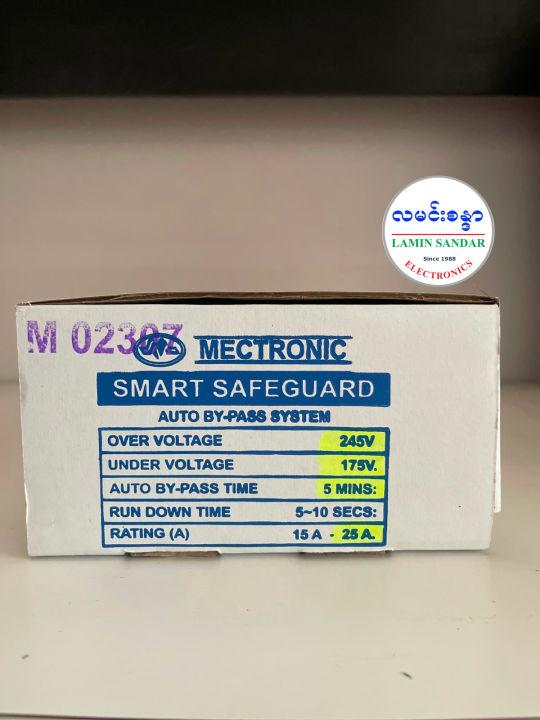 လမင်းစန္ဒာ
LAMIN SANDAR
Since 1988
ELECTRONICS
M 02307
MECTRONIC
SMART SAFEGUARD
AUTO BY-PASS SYSTEM
OVER VOLTAGE 245V
UNDER VOLTAGE 175V.
AUTO BY-PASS TIME 5 MINS:
RUN DOWN TIME 5~10 SECS:
RATING (A) 15 A - 25 A.